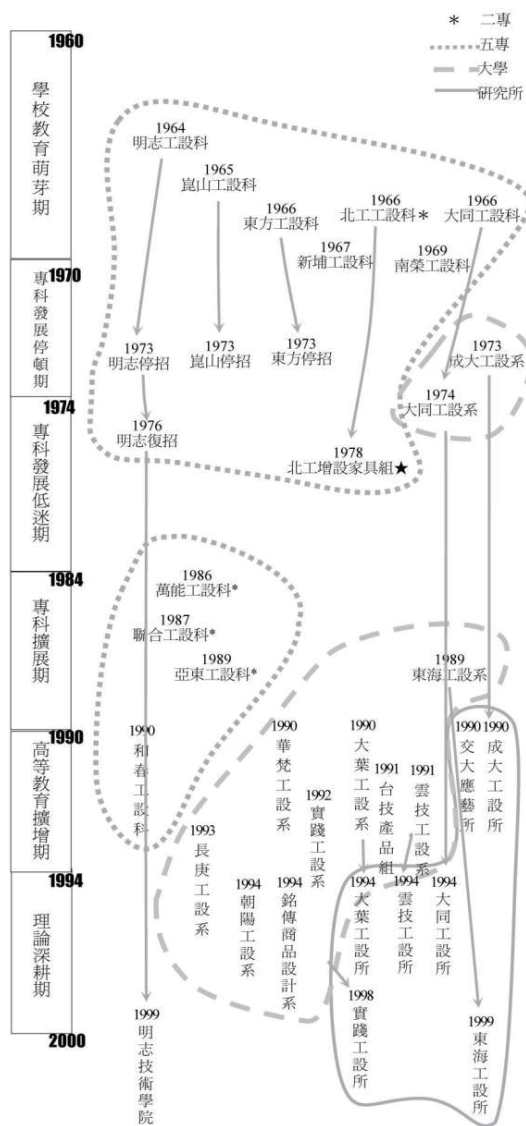 ＊ 二專
五專
大學
研究所
1960
學校教育萌芽期
1964
明志工設科
1965
崑山工設科
1966
東方工設科
1966
北工工設科＊
1966
大同工設科
1967
新埔工設科
1969
南榮工設科
1970
專科發展停頓期
1973
明志停招
1973
崑山停招
1973
東方停招
1973
成大工設系
1974
大同工設系
1974
專科發展低迷期
1976
明志復招
1978
北工增設家具組★
1984
專科擴展期
1986
萬能工設科*
1987
聯合工設科*
1989
亞東工設科*
1989
東海工設系
1990
高等教育擴增期
1990
和春工設科
1990
華梵工設系
1990
大葉工設系
1990
交大應藝所
1990
成大工設所
1991
台技產品組
1991
雲技工設系
1992
實踐工設系
1993
長庚工設系
1994
理論深耕期
1994
朝陽工設系
1994
銘傳商品設計系
1994
大葉工設所
1994
雲技工設所
1994
大同工設所
1998
實踐工設所
1999
明志技術學院
1999
東海工設所
2000